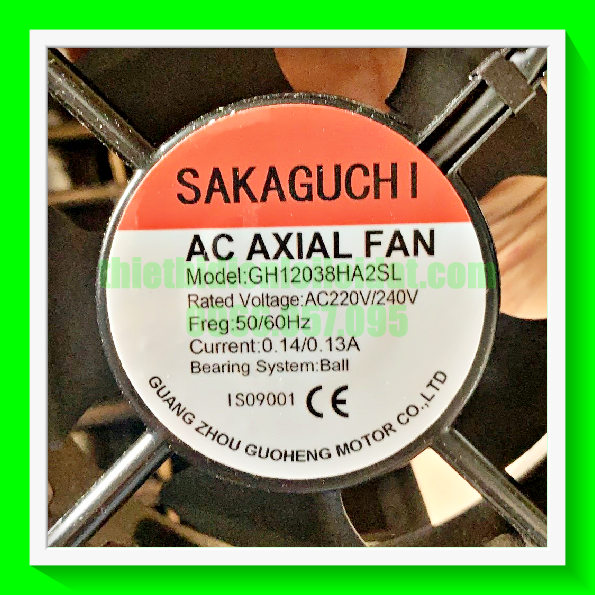 SAKAGUCHI
AC AXIAL FAN
Model:GH12038HA2SL
Rated Voltage:AC220V/240V
Freg:50/60Hz
Current:0.14/0.13A
Bearing System:Ball
ISO9001 CE
GUANG ZHOU GUOHENG MOTOR CO.,LTD